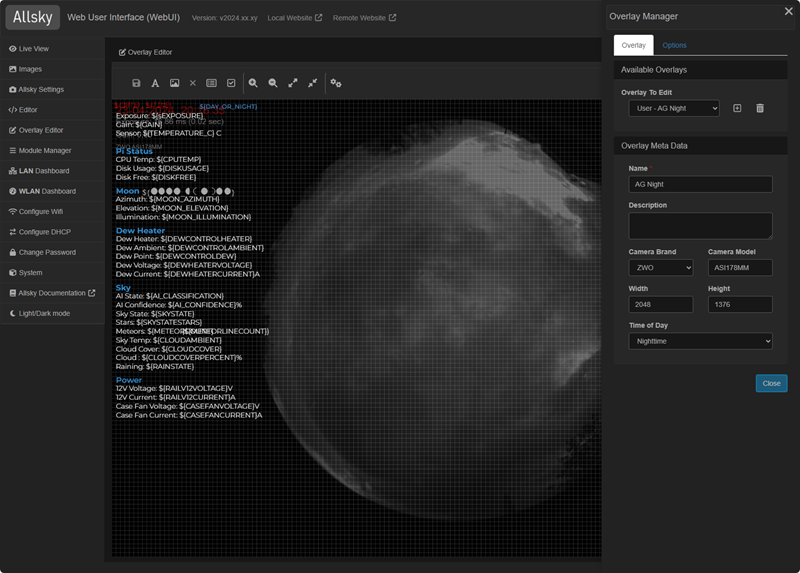 Allsky
Web User Interface (WebUI)
Version: v2024.xx.xy
Local Website
Remote Website
Live View
Images
Allsky Settings
Editor
Overlay Editor
Module Manager
LAN Dashboard
WLAN Dashboard
Configure Wifi
Configure DHCP
Change Password
System
Allsky Documentation
Light/Dark mode
Overlay Editor
${DAY_OR_NIGHT}
Exposure: ${sEXPOSURE}
Gain: ${GAIN}
Sensor: ${TEMPERATURE_C} C
ZWO ASI178MM
Pi Status
CPU Temp: ${CPUTEMP}
Disk Usage: ${DISKUSAGE}
Disk Free: ${DISKFREE}
Moon
Azimuth: ${MOON_AZIMUTH}
Elevation: ${MOON_ELEVATION}
Illumination: ${MOON_ILLUMINATION}
Dew Heater
Dew Heater: ${DEWCONTROLHEATER}
Dew Ambient: ${DEWCONTROLAMBIENT}
Dew Point: ${DEWCONTROLDEW}
Dew Voltage: ${DEWHEATERVOLTAGE}
Dew Current: ${DEWHEATERCURRENT}A
Sky
AI State: ${AI_CLASSIFICATION}
AI Confidence: ${AI_CONFIDENCE}%
Sky State: ${SKYSTATE}
Stars: ${SKYSTATESTARS}
Meteors:
Sky Temp: ${CLOUDAMBIENT}
Cloud Cover: ${CLOUDCOVER}
Cloud : ${CLOUDCOVERPERCENT}%
Raining: ${RAINSTATE}
Power
12V Voltage: ${RAILV12VOLTAGE}V
12V Current: ${RAILV12CURRENT}A
Case Fan Voltage: ${CASEFANVOLTAGE}V
Case Fan Current: ${CASEFANCURRENT}A
Overlay Manager
Overlay
Options
Available Overlays
Overlay To Edit
User - AG Night
Overlay Meta Data
Name *
AG Night
Description
Camera Brand
Camera Model
ZWO
ASI178MM
Width
Height
2048
1376
Time of Day
Nighttime
Close